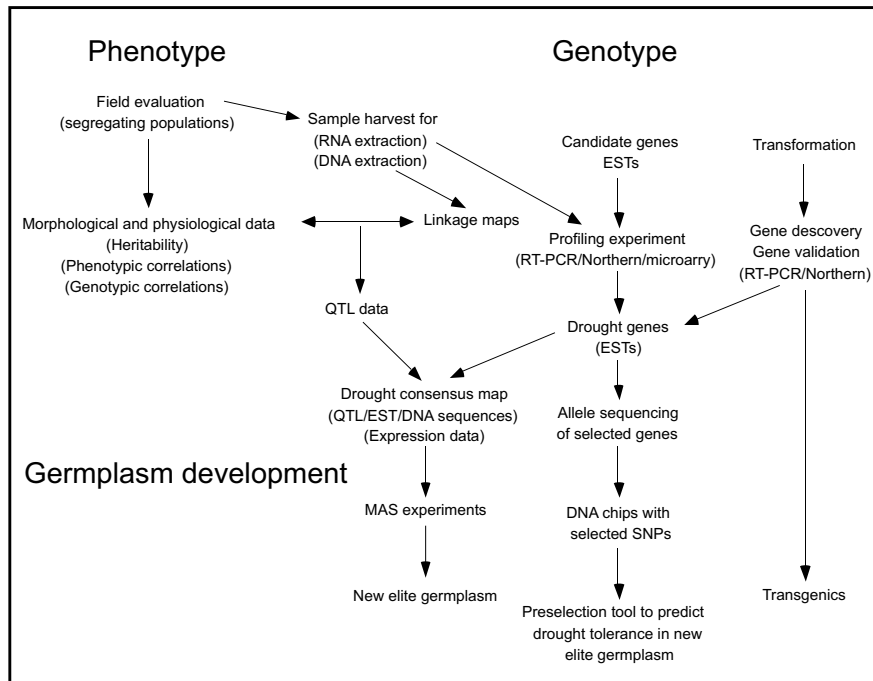 Phenotype
Genotype
Field evaluation
(segregating populations)
Sample harvest for
(RNA extraction)
(DNA extraction)
Candidate genes
ESTs
Transformation
Morphological and physiological data
(Heritability)
(Phenotypic correlations)
(Genotypic correlations)
Linkage maps
Profiling experiment
(RT-PCR/Northern/microarry)
Gene descovery
Gene validation
(RT-PCR/Northern)
QTL data
Drought genes
(ESTs)
Drought consensus map
(QTL/EST/DNA sequences)
(Expression data)
Allele sequencing
of selected genes
Germplasm development
MAS experiments
DNA chips with
selected SNPs
New elite germplasm
Preselection tool to predict
drought tolerance in new
elite germplasm
Transgenics